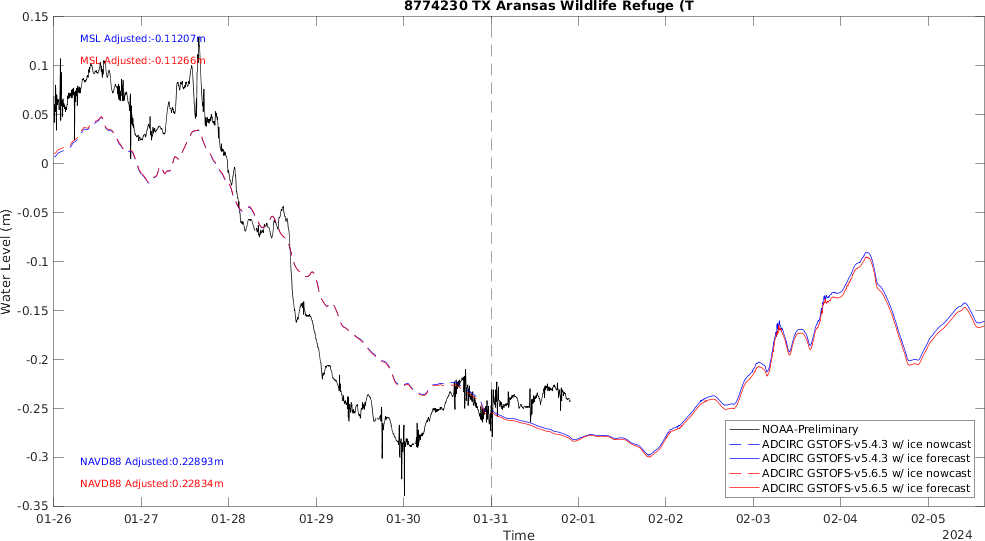 8774230 TX Aransas Wildlife Refuge (T
MSL Adjusted:-0.11207m
MSL Adjusted:-0.11266m
Water Level (m)
0.15
0.1
0.05
0
-0.05
-0.1
-0.15
-0.2
-0.25
-0.3
-0.35
NAVD88 Adjusted:0.22893m
NAVD88 Adjusted:0.22834m
NOAA-Preliminary
ADCIRC GSTOFS-v5.4.3 w/ ice nowcast
ADCIRC GSTOFS-v5.4.3 w/ ice forecast
ADCIRC GSTOFS-v5.6.5 w/ ice nowcast
ADCIRC GSTOFS-v5.6.5 w/ ice forecast
01-26 01-27 01-28 01-29 01-30 01-31 02-01 02-02 02-03 02-04 02-05
Time
2024